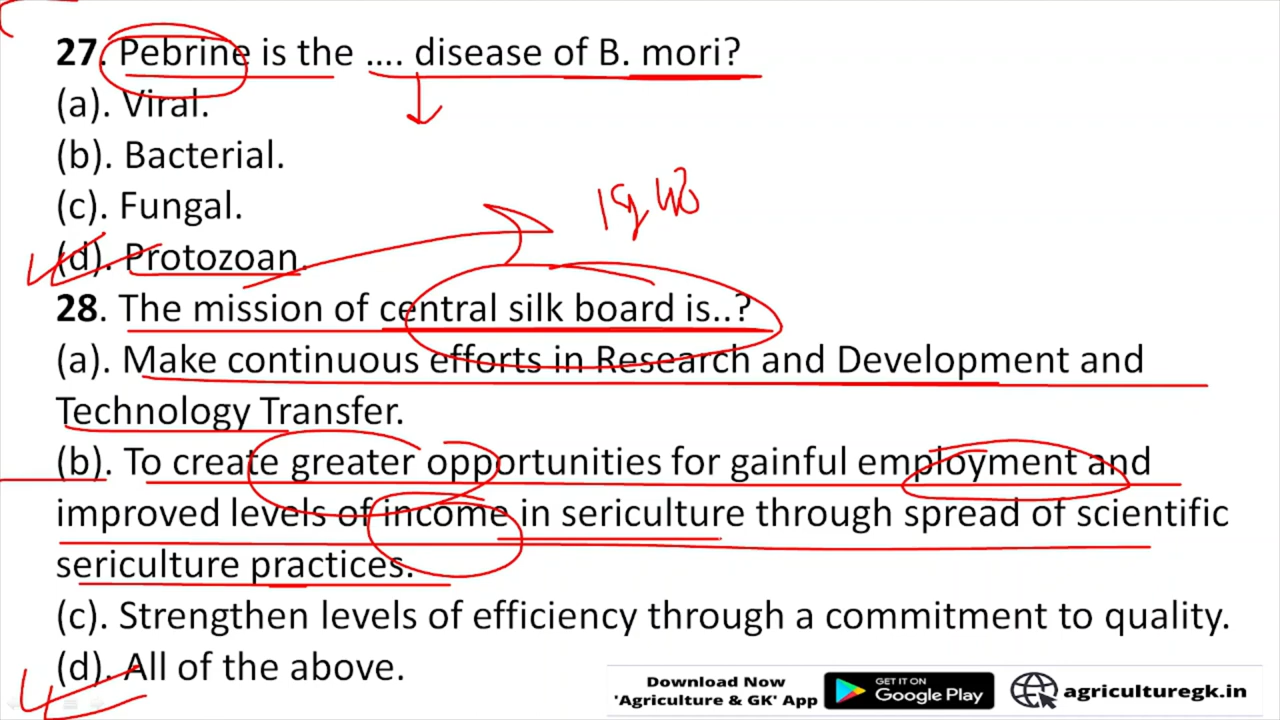 27. Pebrine is the .... disease of B. mori?
(a). Viral.
(b). Bacterial.
(c). Fungal.
1948
(d). Protozoan.
28. The mission of central silk board is..?
(a). Make continuous efforts in Research and Development and
Technology Transfer.
(b). To create greater opportunities for gainful employment and
improved levels of income in sericulture through spread of scientific
sericulture practices.
(c). Strengthen levels of efficiency through a commitment to quality.
(d). All of the above.
Download Now
'Agriculture & GK' App
GET IT ON
Google Play
agriculturegk.in